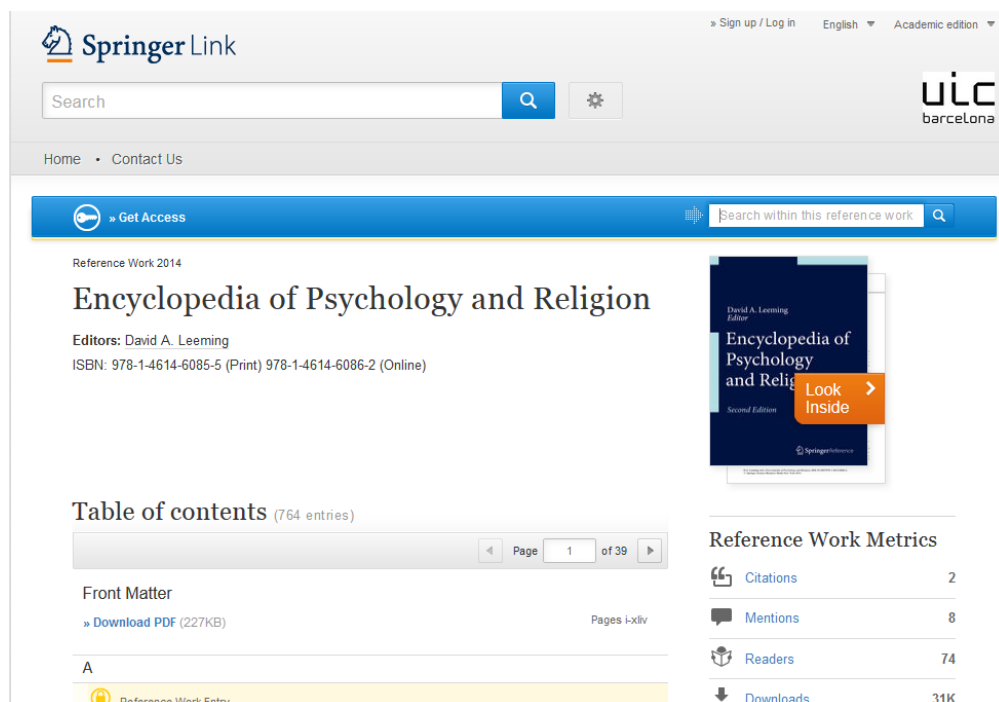 » Sign up / Log in English Academic edition
Springer Link
Search
uic
barcelona
Home • Contact Us
» Get Access
Search within this reference work
Reference Work 2014
Encyclopedia of Psychology and Religion
Editors: David A. Leeming
ISBN: 978-1-4614-6085-5 (Print) 978-1-4614-6086-2 (Online)
David A. Leeming
Editor
Encyclopedia of
Psychology
and Relig
Second Edition
Look
Inside
SpringerReference
Table of contents (764 entries)
Page 1 of 39
Front Matter
» Download PDF (227KB)
Pages i-xliv
A
Reference Work Entry
Reference Work Metrics
Citations 2
Mentions 8
Readers 74
Downloads 31K